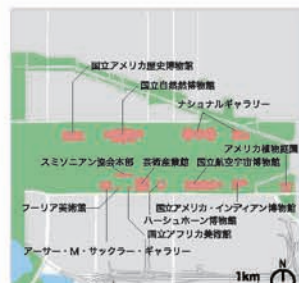 国立アメリカ歴史博物館
国立自然史博物館
ナショナルギャラリー
アメリカ植物庭園
スミソニアン協会本部
芸術産業館
国立航空宇宙博物館
フーリア美術館
国立アメリカ・インディアン博物館
ハーシュホーン博物館
国立アフリカ美術館
アーサー・M・サックラー・ギャラリー
1km
N